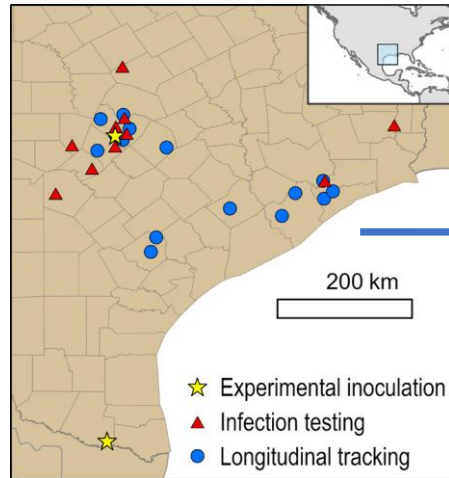 200 km
Experimental inoculation
Infection testing
Longitudinal tracking